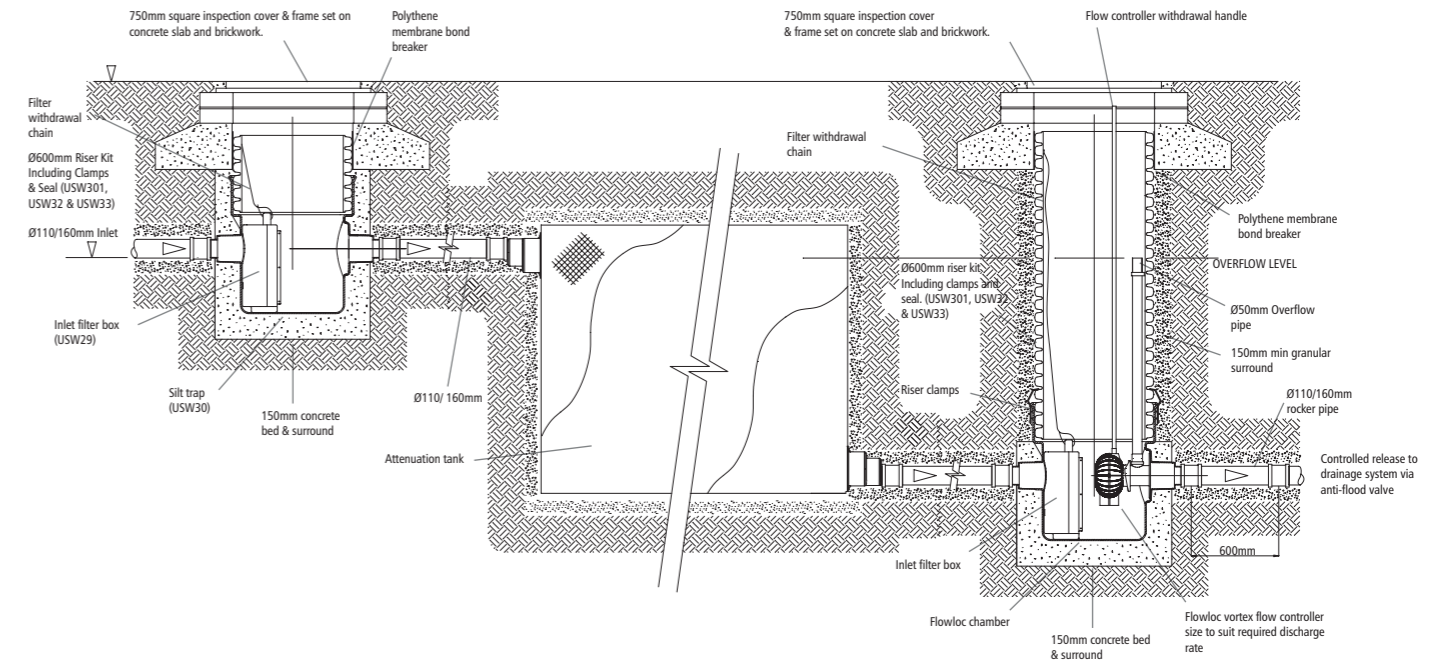 750mm square inspection cover & frame set on
concrete slab and brickwork.
Polythene
membrane bond
breaker
Filter
withdrawal
chain
Ø600mm Riser Kit
Including Clamps
& Seal (USW301,
USW32 & USW33)
Ø110/160mm Inlet
Inlet filter box
(USW29)
Silt trap
(USW30)
150mm concrete
bed & surround
Ø110/ 160mm
Attenuation tank
750mm square inspection cover
& frame set on concrete slab and brickwork.
Flow controller withdrawal handle
Filter withdrawal
chain
Ø600mm riser kit
Including clamps and
seal. (USW301, USW32
& USW33)
Riser clamps
Inlet filter box
Flowloc chamber
150mm concrete bed
& surround
Polythene membrane
bond breaker
OVERFLOW LEVEL
Ø50mm Overflow
pipe
150mm min granular
surround
Ø110/160mm
rocker pipe
Controlled release to
drainage system via
anti-flood valve
600mm
Flowloc vortex flow controller
size to suit required discharge
rate